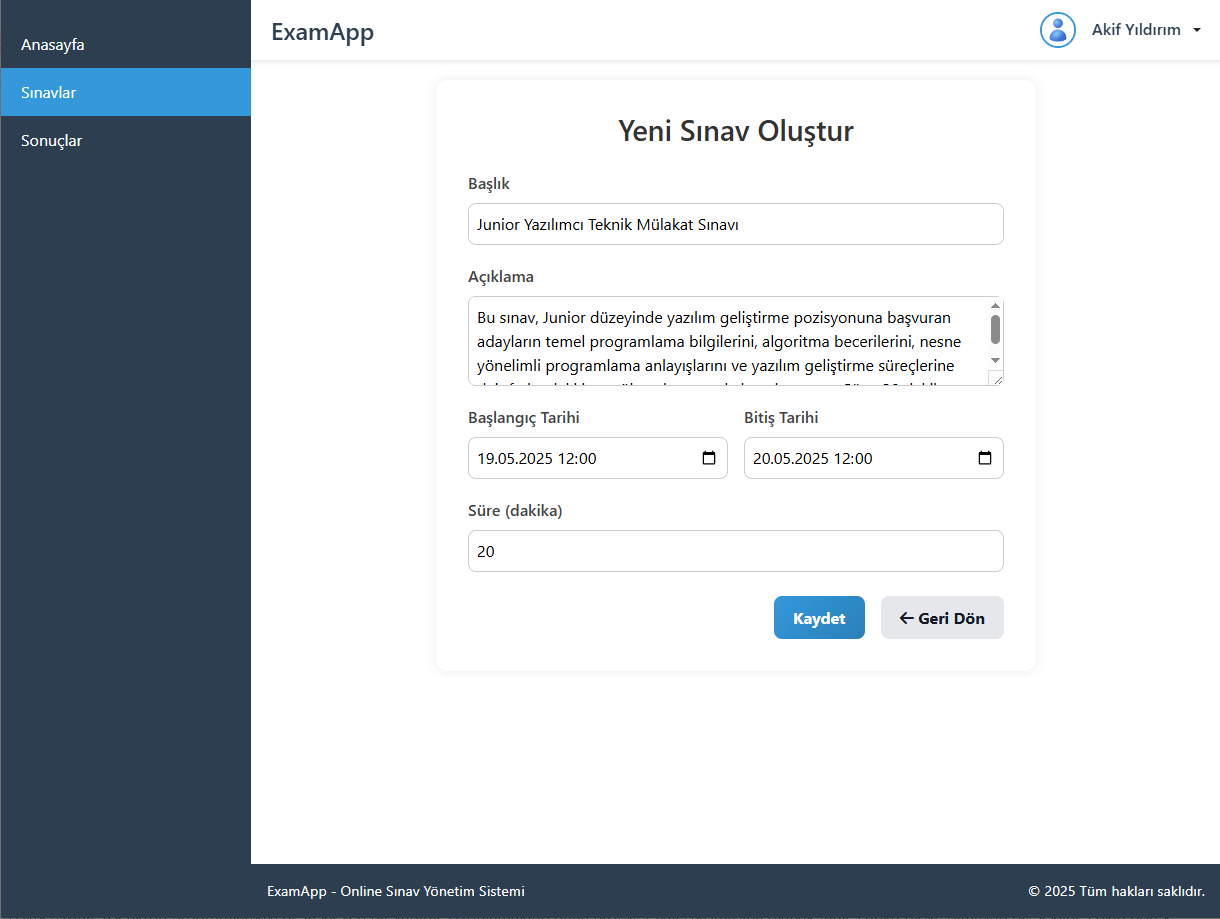 Anasayfa
Sınavlar
Sonuçlar
ExamApp
Akif Yıldırım
Yeni Sınav Oluştur
Başlık
Junior Yazılımcı Teknik Mülakat Sınavı
Açıklama
Bu sınav, Junior düzeyinde yazılım geliştirme pozisyonuna başvuran
adayların temel programlama bilgilerini, algoritma becerilerini, nesne
yönelimli programlama anlayışlarını ve yazılım geliştirme süreçlerine
Başlangıç Tarihi
Bitiş Tarihi
19.05.2025 12:00
20.05.2025 12:00
Süre (dakika)
20
Kaydet
← Geri Dön
ExamApp - Online Sınav Yönetim Sistemi
© 2025 Tüm hakları saklıdır.